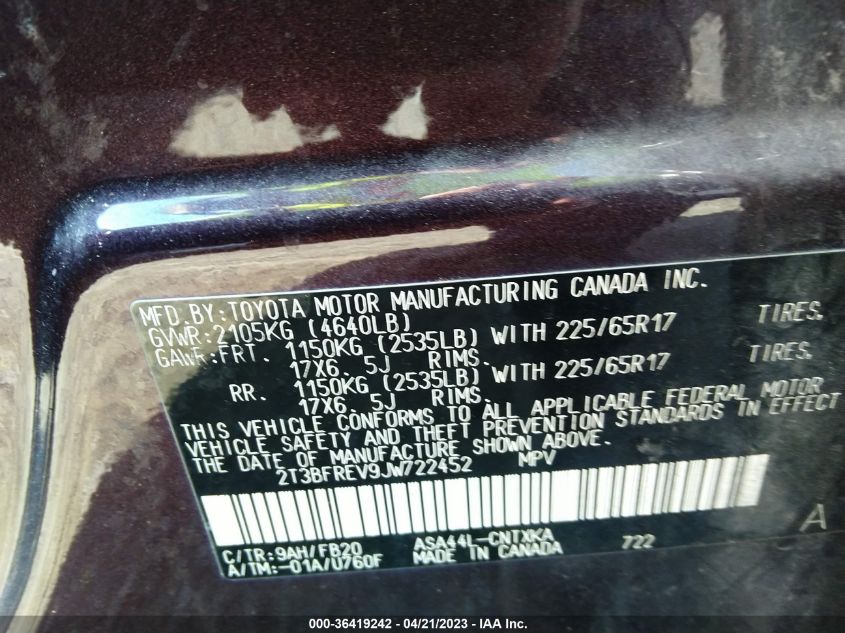 MFD. BY: TOYOTA MOTOR MANUFACTURING CANADA INC.
GVWR: 2105KG (4640LB)
GAWR: FRT. 1150KG (2535LB) WITH 225/65R17 TIRES.
17X6. 5J RIMS.
RR. 1150KG (2535LB) WITH 225/65R17 TIRES.
17X6. 5J RIMS.
THIS VEHICLE CONFORMS TO ALL APPLICABLE FEDERAL MOTOR
VEHICLE SAFETY AND THEFT PREVENTION STANDARDS IN EFFECT
THE DATE OF MANUFACTURE SHOWN ABOVE.
2T3BFREV9JW722452 MPV
C/TR: 9AH/FB20 ASA44L-CNTXKA 722 A
A/TM: -01A/U760F MADE IN CANADA
000-36419242 - 04/21/2023 - IAA Inc.